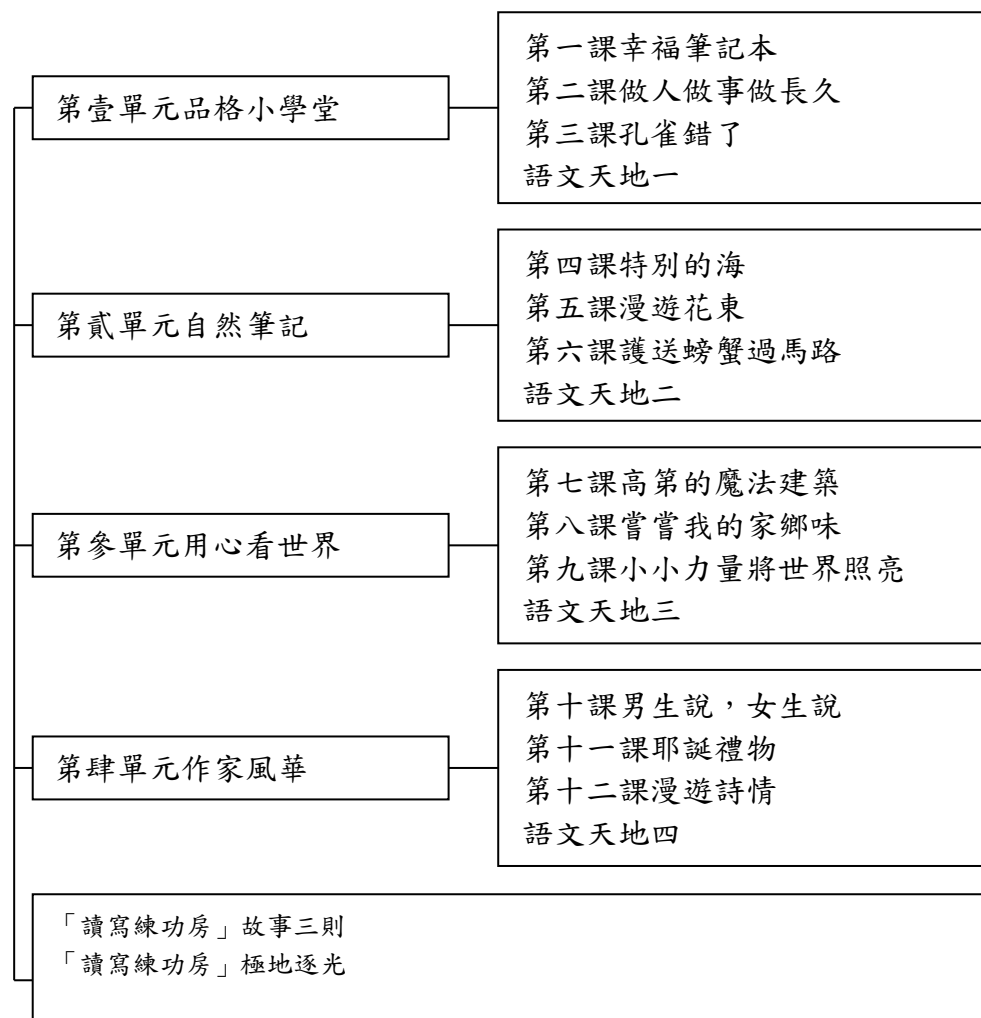 第壹單元品格小學堂
第一課幸福筆記本
第二課做人做事做長久
第三課孔雀錯了
語文天地一
第貳單元自然筆記
第四課特別的海
第五課漫遊花東
第六課護送螃蟹過馬路
語文天地二
第參單元用心看世界
第七課高第的魔法建築
第八課嘗嘗我的家鄉味
第九課小小力量將世界照亮
語文天地三
第肆單元作家風華
第十課男生說，女生說
第十一課耶誕禮物
第十二課漫遊詩情
語文天地四
「讀寫練功房」故事三則
「讀寫練功房」極地逐光